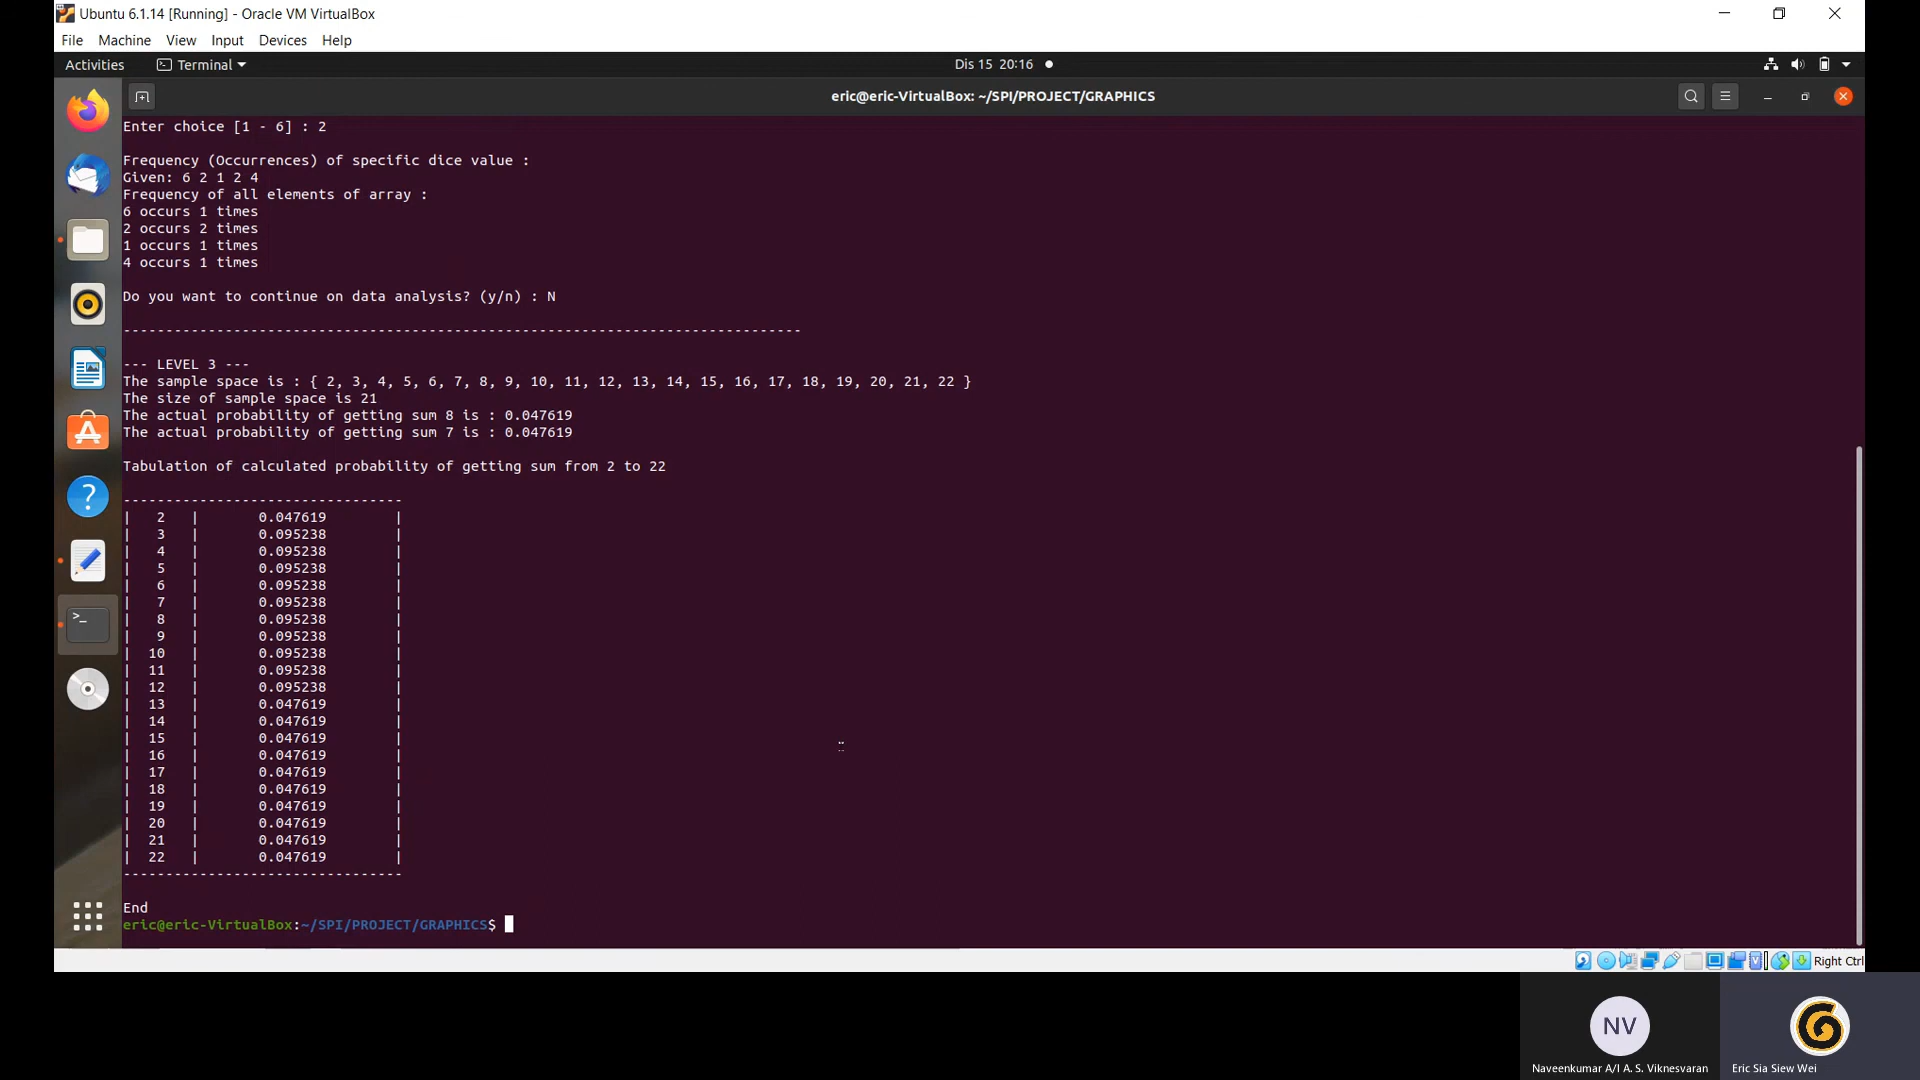 Ubuntu 6.1.14 [Running] - Oracle VM VirtualBox
File Machine View Input Devices Help
Activities Terminal Dis 15 20:16
eric@eric-VirtualBox: ~/SPI/PROJECT/GRAPHICS
Enter choice [1 - 6] : 2
Frequency (Occurrences) of specific dice value :
Given: 6 2 1 2 4
Frequency of all elements of array :
6 occurs 1 times
2 occurs 2 times
1 occurs 1 times
4 occurs 1 times
Do you want to continue on data analysis? (y/n) : N
--------------------------------------------------------------------------------
--- LEVEL 3 ---
The sample space is : { 2, 3, 4, 5, 6, 7, 8, 9, 10, 11, 12, 13, 14, 15, 16, 17, 18, 19, 20, 21, 22 }
The size of sample space is 21
The actual probability of getting sum 8 is : 0.047619
The actual probability of getting sum 7 is : 0.047619
Tabulation of calculated probability of getting sum from 2 to 22
---------------------------------
| 2 | 0.047619 |
| 3 | 0.095238 |
| 4 | 0.095238 |
| 5 | 0.095238 |
| 6 | 0.095238 |
| 7 | 0.095238 |
| 8 | 0.095238 |
| 9 | 0.095238 |
| 10 | 0.095238 |
| 11 | 0.095238 |
| 12 | 0.095238 |
| 13 | 0.047619 |
| 14 | 0.047619 |
| 15 | 0.047619 |
| 16 | 0.047619 |
| 17 | 0.047619 |
| 18 | 0.047619 |
| 19 | 0.047619 |
| 20 | 0.047619 |
| 21 | 0.047619 |
| 22 | 0.047619 |
---------------------------------
End
eric@eric-VirtualBox:~/SPI/PROJECT/GRAPHICS$
Right Ctrl
NV
Naveenkumar A/l A. S. Viknesvaran
Eric Sia Siew Wei